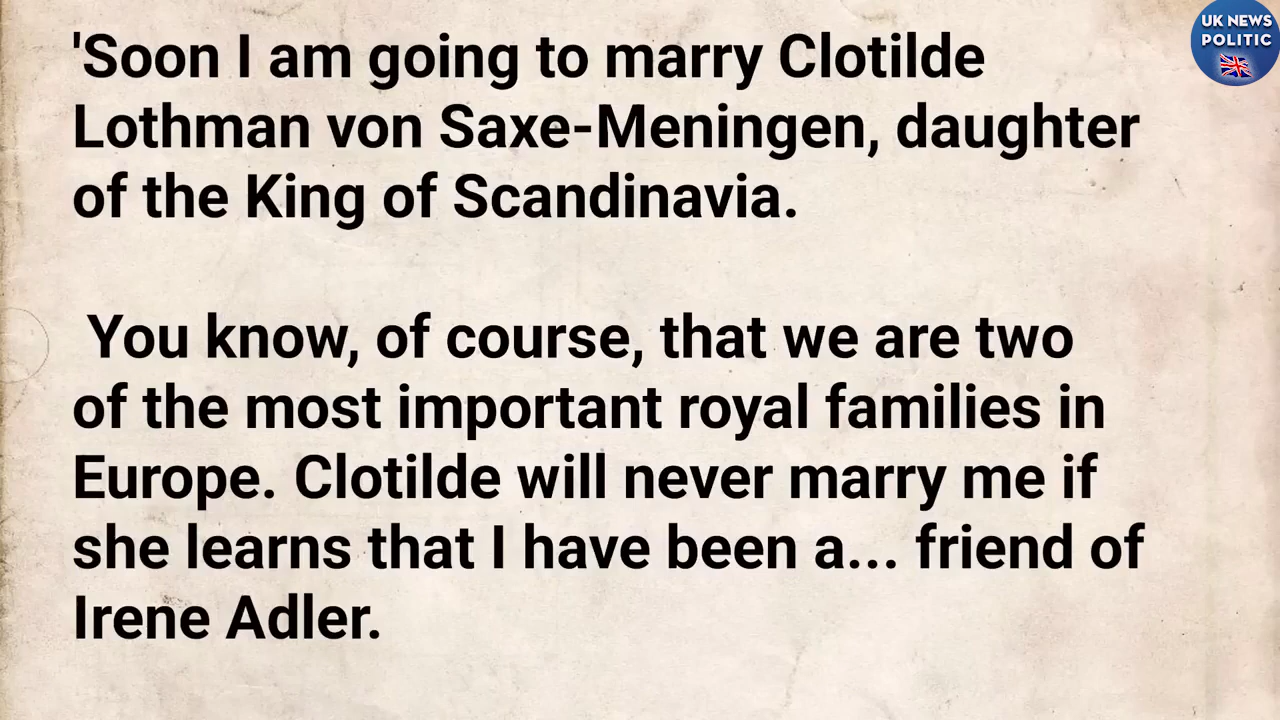 UK NEWS
POLITIC
'Soon I am going to marry Clotilde
Lothman von Saxe-Meningen, daughter
of the King of Scandinavia.
You know, of course, that we are two
of the most important royal families in
Europe. Clotilde will never marry me if
she learns that I have been a... friend of
Irene Adler.